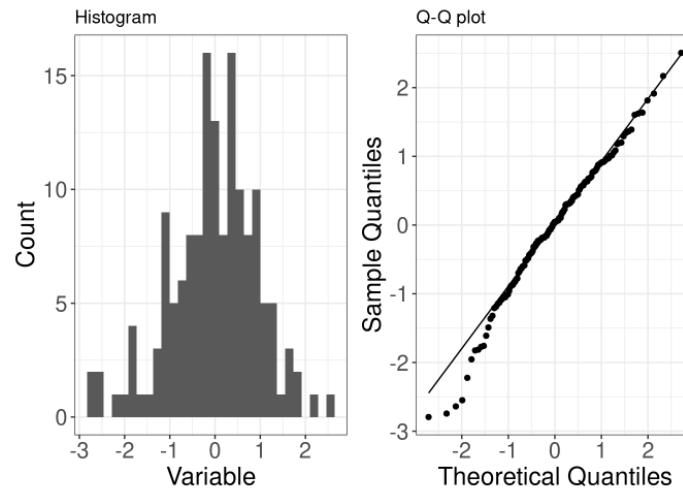 Histogram
15
10
5
0
Count
-3 -2 -1 0 1 2
Variable
Q-Q plot
2
1
0
-1
-2
-3
Sample Quantiles
-2 -1 0 1 2
Theoretical Quantiles